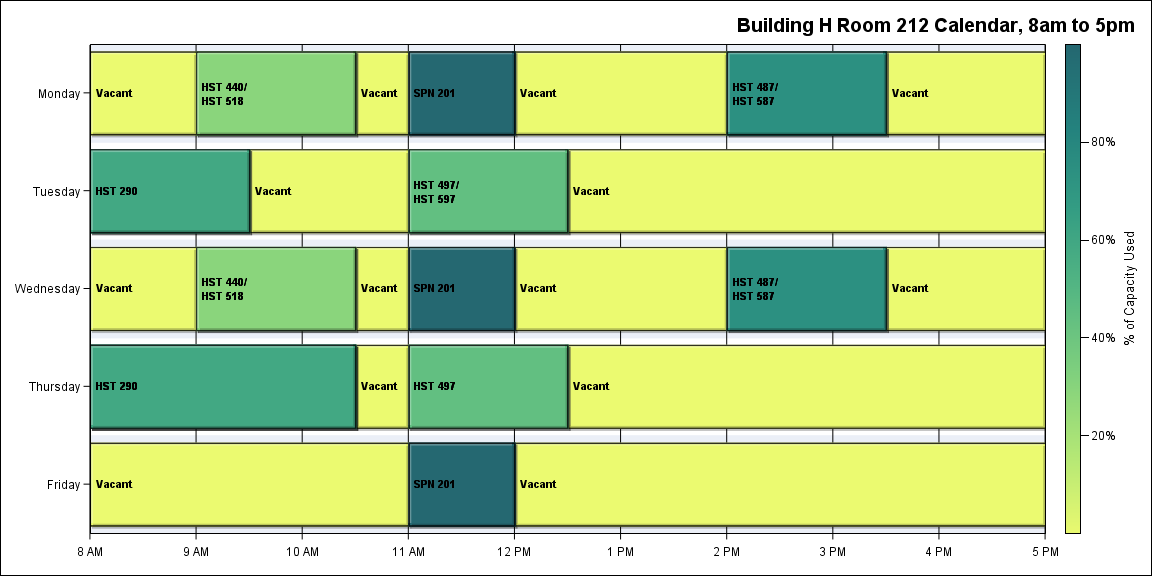 Building H Room 212 Calendar, 8am to 5pm
Monday
Vacant
HST 440/
HST 518
Vacant
SPN 201
Vacant
HST 487/
HST 587
Vacant
Tuesday
HST 290
Vacant
HST 497/
HST 597
Vacant
Wednesday
Vacant
HST 440/
HST 518
Vacant
SPN 201
Vacant
HST 487/
HST 587
Vacant
Thursday
HST 290
Vacant
HST 497
Vacant
Friday
Vacant
SPN 201
Vacant
8 AM
9 AM
10 AM
11 AM
12 PM
1 PM
2 PM
3 PM
4 PM
5 PM
80%
60%
40%
20%
% of Capacity Used